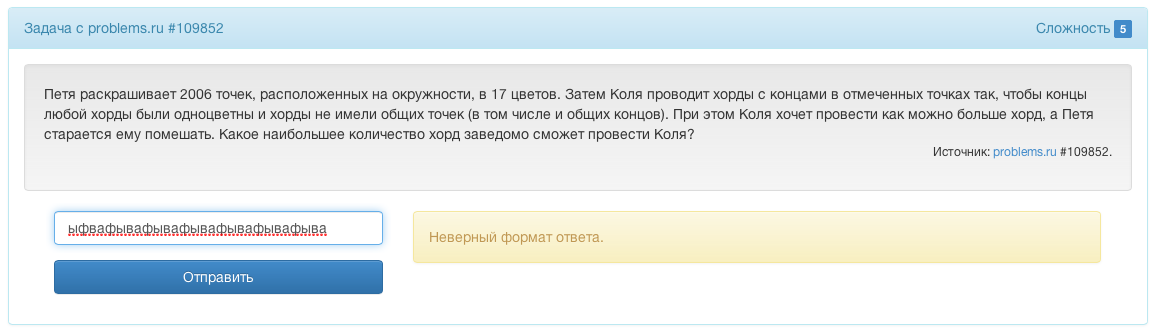 Задача с problems.ru #109852
Сложность 5
Петя раскрашивает 2006 точек, расположенных на окружности, в 17 цветов. Затем Коля проводит хорды с концами в отмеченных точках так, чтобы концы
любой хорды были одноцветны и хорды не имели общих точек (в том числе и общих концов). При этом Коля хочет провести как можно больше хорд, а Петя
старается ему помешать. Какое наибольшее количество хорд заведомо сможет провести Коля?
Источник: problems.ru #109852.
ыфвафывафывафывафывафывафыва
Неверный формат ответа.
Отправить